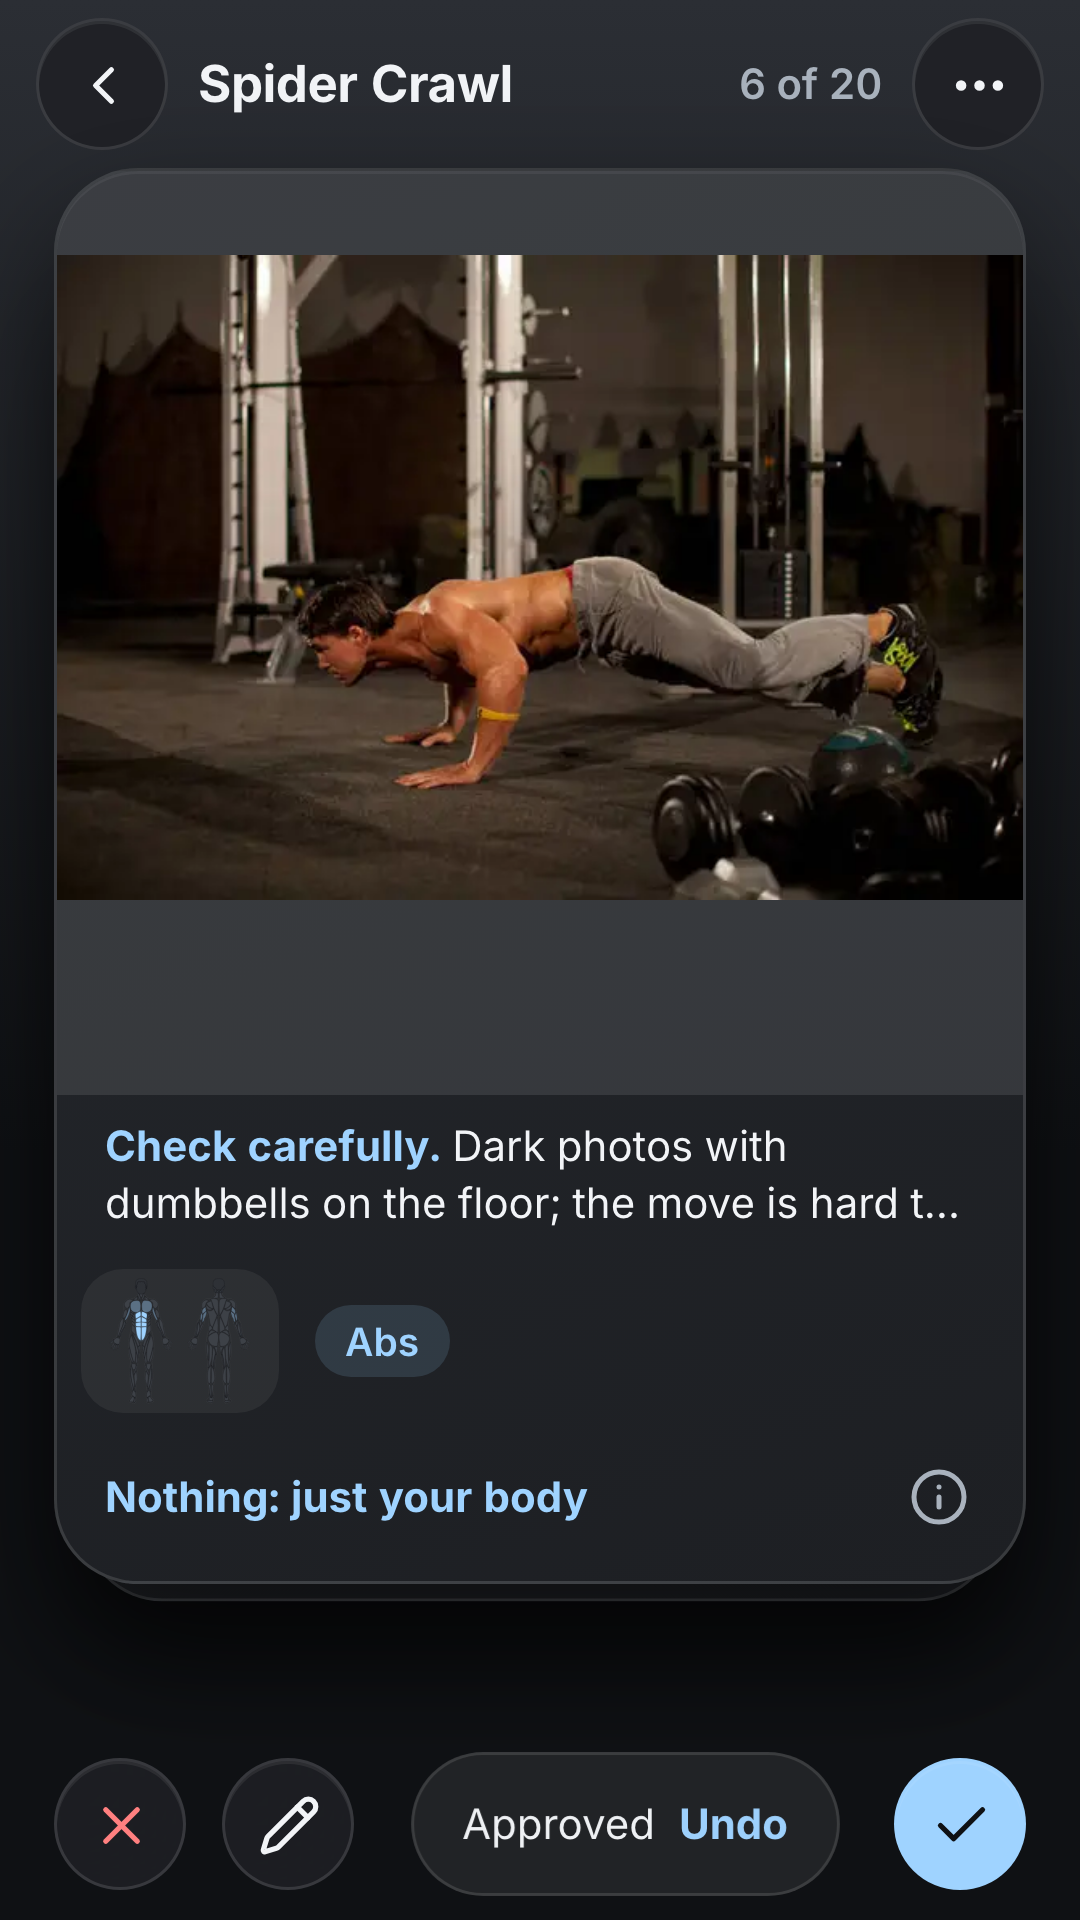 Spider Crawl
6 of 20
Check carefully. Dark photos with
dumbbells on the floor; the move is hard t...
Abs
Nothing: just your body
Approved Undo